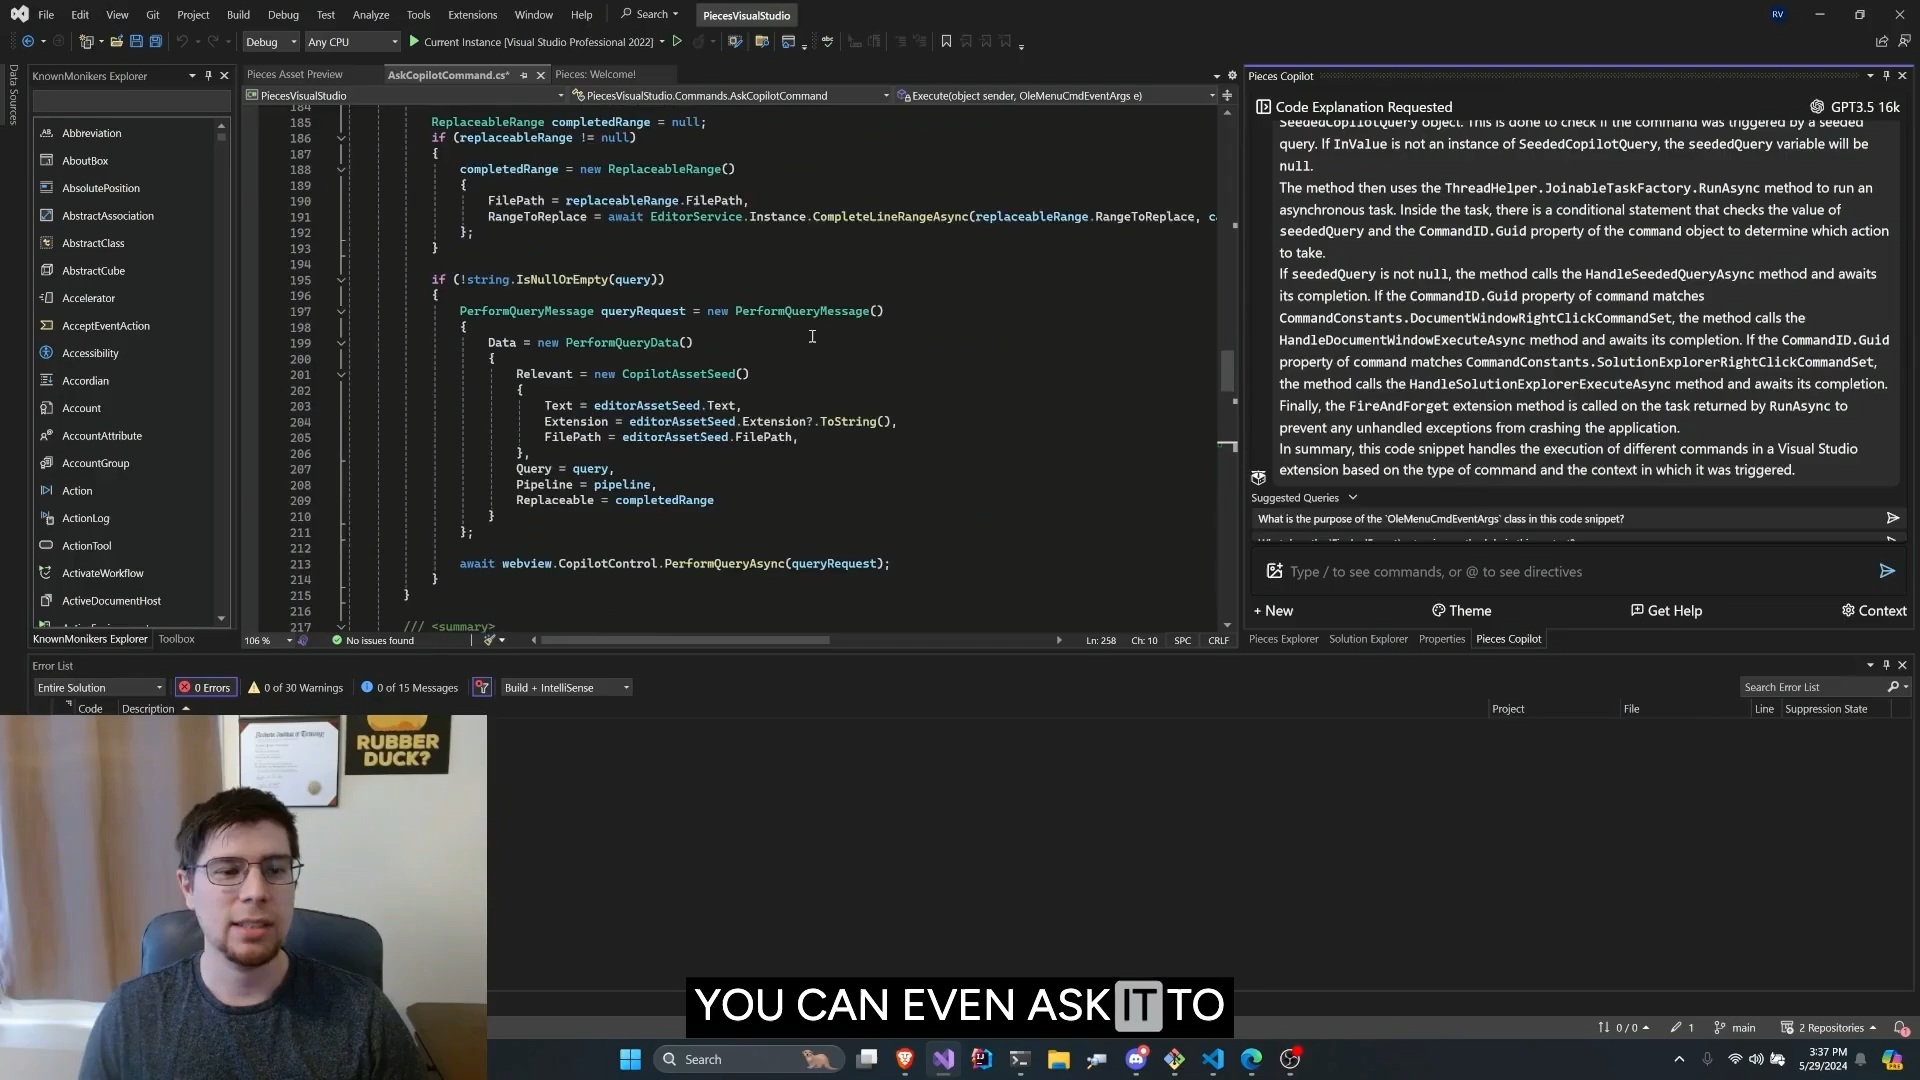 File Edit View Git Project Build Debug Test Analyze Tools Extensions Window Help Search PiecesVisualStudio RV
Debug Any CPU Current Instance [Visual Studio Professional 2022]
Data Sources
KnownMonikers Explorer
Abbreviation
AboutBox
AbsolutePosition
AbstractAssociation
AbstractClass
AbstractCube
Accelerator
AcceptEventAction
Accessibility
Accordian
Account
AccountAttribute
AccountGroup
Action
ActionLog
ActionTool
ActivateWorkflow
ActiveDocumentHost
KnownMonikers Explorer Toolbox
Pieces Asset Preview AskCopilotCommand.cs* Pieces: Welcome!
PiecesVisualStudio PiecesVisualStudio.Commands.AskCopilotCommand Execute(object sender, OleMenuCmdEventArgs e)
184
185 ReplaceableRange completedRange = null;
186 if (replaceableRange != null)
187 {
188 completedRange = new ReplaceableRange()
189 {
190 FilePath = replaceableRange.FilePath,
191 RangeToReplace = await EditorService.Instance.CompleteLineRangeAsync(replaceableRange.RangeToReplace, c
192 };
193 }
194
195 if (!string.IsNullOrEmpty(query))
196 {
197 PerformQueryMessage queryRequest = new PerformQueryMessage()
198 {
199 Data = new PerformQueryData()
200 {
201 Relevant = new CopilotAssetSeed()
202 {
203 Text = editorAssetSeed.Text,
204 Extension = editorAssetSeed.Extension?.ToString(),
205 FilePath = editorAssetSeed.FilePath,
206 },
207 Query = query,
208 Pipeline = pipeline,
209 Replaceable = completedRange
210 }
211 };
212
213 await webview.CopilotControl.PerformQueryAsync(queryRequest);
214 }
215 }
216
217 /// <summary>
106 % No issues found Ln: 258 Ch: 10 SPC CRLF
Pieces Copilot
Code Explanation Requested GPT3.5 16k
SeededCopilotQuery object. This is done to check if the command was triggered by a seeded
query. If InValue is not an instance of SeededCopilotQuery, the seededQuery variable will be
null.
The method then uses the ThreadHelper.JoinableTaskFactory.RunAsync method to run an
asynchronous task. Inside the task, there is a conditional statement that checks the value of
seededQuery and the CommandID.Guid property of the command object to determine which action
to take.
If seededQuery is not null, the method calls the HandleSeededQueryAsync method and awaits
its completion. If the CommandID.Guid property of command matches
CommandConstants.DocumentWindowRightClickCommandSet, the method calls the
HandleDocumentWindowExecuteAsync method and awaits its completion. If the CommandID.Guid
property of command matches CommandConstants.SolutionExplorerRightClickCommandSet,
the method calls the HandleSolutionExplorerExecuteAsync method and awaits its completion.
Finally, the FireAndForget extension method is called on the task returned by RunAsync to
prevent any unhandled exceptions from crashing the application.
In summary, this code snippet handles the execution of different commands in a Visual Studio
extension based on the type of command and the context in which it was triggered.
Suggested Queries
What is the purpose of the `OleMenuCmdEventArgs` class in this code snippet?
Type / to see commands, or @ to see directives
+ New Theme Get Help Context
Pieces Explorer Solution Explorer Properties Pieces Copilot
Error List
Entire Solution 0 Errors 0 of 30 Warnings 0 of 15 Messages Build + IntelliSense Search Error List
Code Description Project File Line Suppression State
RUBBER
DUCK?
YOU CAN EVEN ASK IT TO
0 / 0 1 main 2 Repositories 1
Search
3:37 PM
5/29/2024